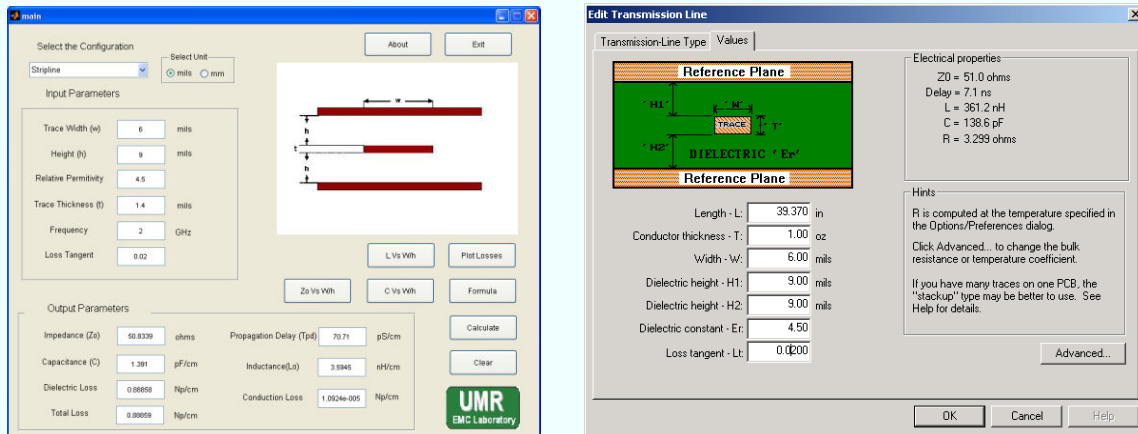 main
Select the Configuration
Stripline
Select Unit
mils mm
About
Exit
Input Parameters
Trace Width (w) 6 mils
Height (h) 9 mils
Relative Permitivity 4.5
Trace Thickness (t) 1.4 mils
Frequency 2 GHz
Loss Tangent 0.02
w
h
t
h
L Vs W/h
Plot Losses
Zo Vs W/h
C Vs W/h
Formula
Calculate
Clear
Output Parameters
Impedance (Zo) 50.8339 ohms
Propagation Delay (Tpd) 70.71 pS/cm
Capacitance (C) 1.391 pF/cm
Inductance(Lo) 3.5945 nH/cm
Dielectric Loss 0.88858 Np/cm
Conduction Loss 1.0924e-005 Np/cm
Total Loss 0.88859 Np/cm
UMR
EMC Laboratory
Edit Transmission Line
Transmission-Line Type
Values
Reference Plane
'H1'
'W'
TRACE
'T'
'H2'
DIELECTRIC 'Er'
Reference Plane
Length - L: 39.370 in
Conductor thickness - T: 1.00 oz
Width - W: 6.00 mils
Dielectric height - H1: 9.00 mils
Dielectric height - H2: 9.00 mils
Dielectric constant - Er: 4.50
Loss tangent - Lt: 0.0200
Electrical properties
Z0 = 51.0 ohms
Delay = 7.1 ns
L = 361.2 nH
C = 138.6 pF
R = 3.299 ohms
Hints
R is computed at the temperature specified in
the Options/Preferences dialog.
Click Advanced... to change the bulk
resistance or temperature coefficient.
If you have many traces on one PCB, the
"stackup" type may be better to use. See
Help for details.
Advanced...
OK
Cancel
Help